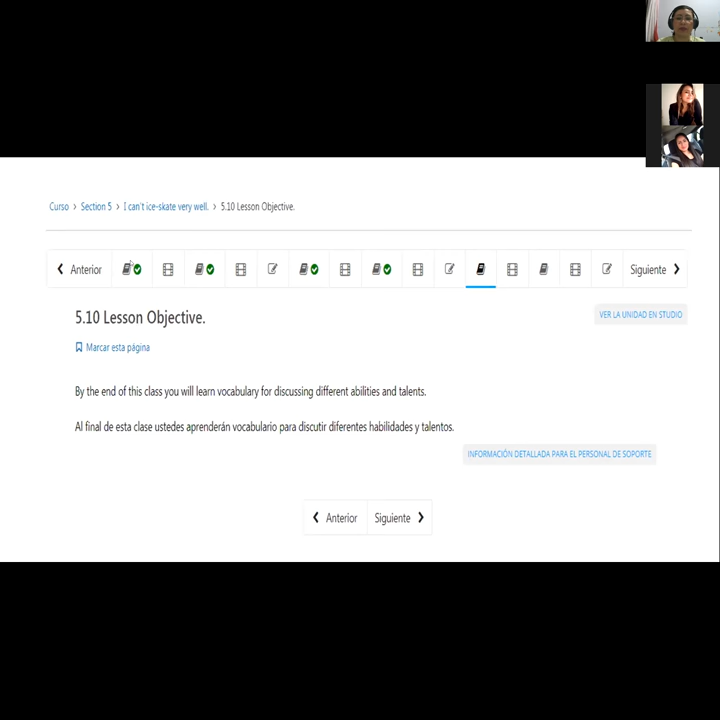 Curso > Section 5 > I can't ice-skate very well. > 5.10 Lesson Objective.
Anterior
Siguiente
5.10 Lesson Objective.
VER LA UNIDAD EN STUDIO
Marcar esta página
By the end of this class you will learn vocabulary for discussing different abilities and talents.
Al final de esta clase ustedes aprenderán vocabulario para discutir diferentes habilidades y talentos.
INFORMACIÓN DETALLADA PARA EL PERSONAL DE SOPORTE
Anterior
Siguiente